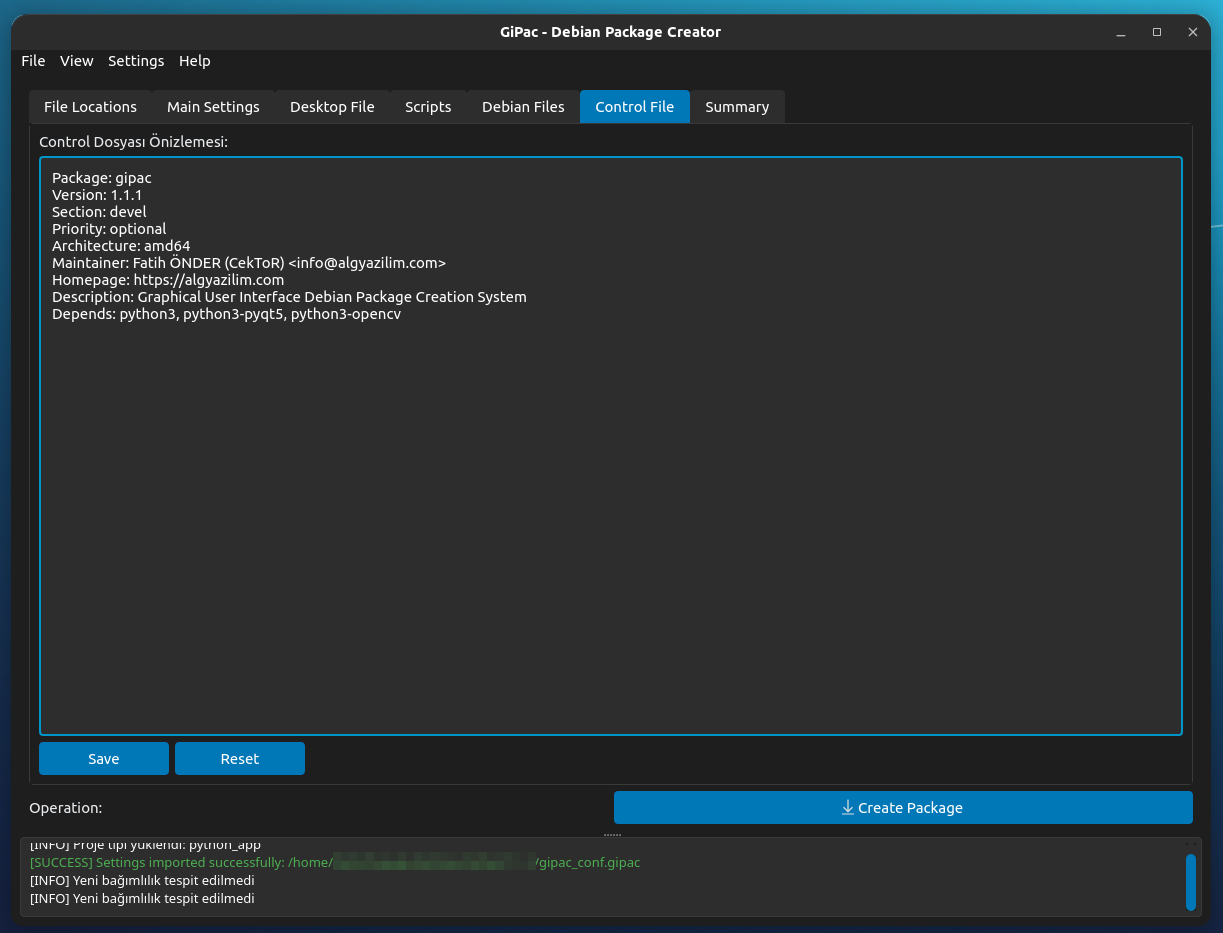 GiPac - Debian Package Creator
File View Settings Help
File Locations Main Settings Desktop File Scripts Debian Files Control File Summary
Control Dosyası Önizlemesi:
Package: gipac
Version: 1.1.1
Section: devel
Priority: optional
Architecture: amd64
Maintainer: Fatih ÖNDER (CekToR) <info@algyazilim.com>
Homepage: https://algyazilim.com
Description: Graphical User Interface Debian Package Creation System
Depends: python3, python3-pyqt5, python3-opencv
Save Reset
Operation: Create Package
[INFO] Proje tipi yüklendi: python_app
[SUCCESS] Settings imported successfully: /home/ /gipac_conf.gipac
[INFO] Yeni bağımlılık tespit edilmedi
[INFO] Yeni bağımlılık tespit edilmedi